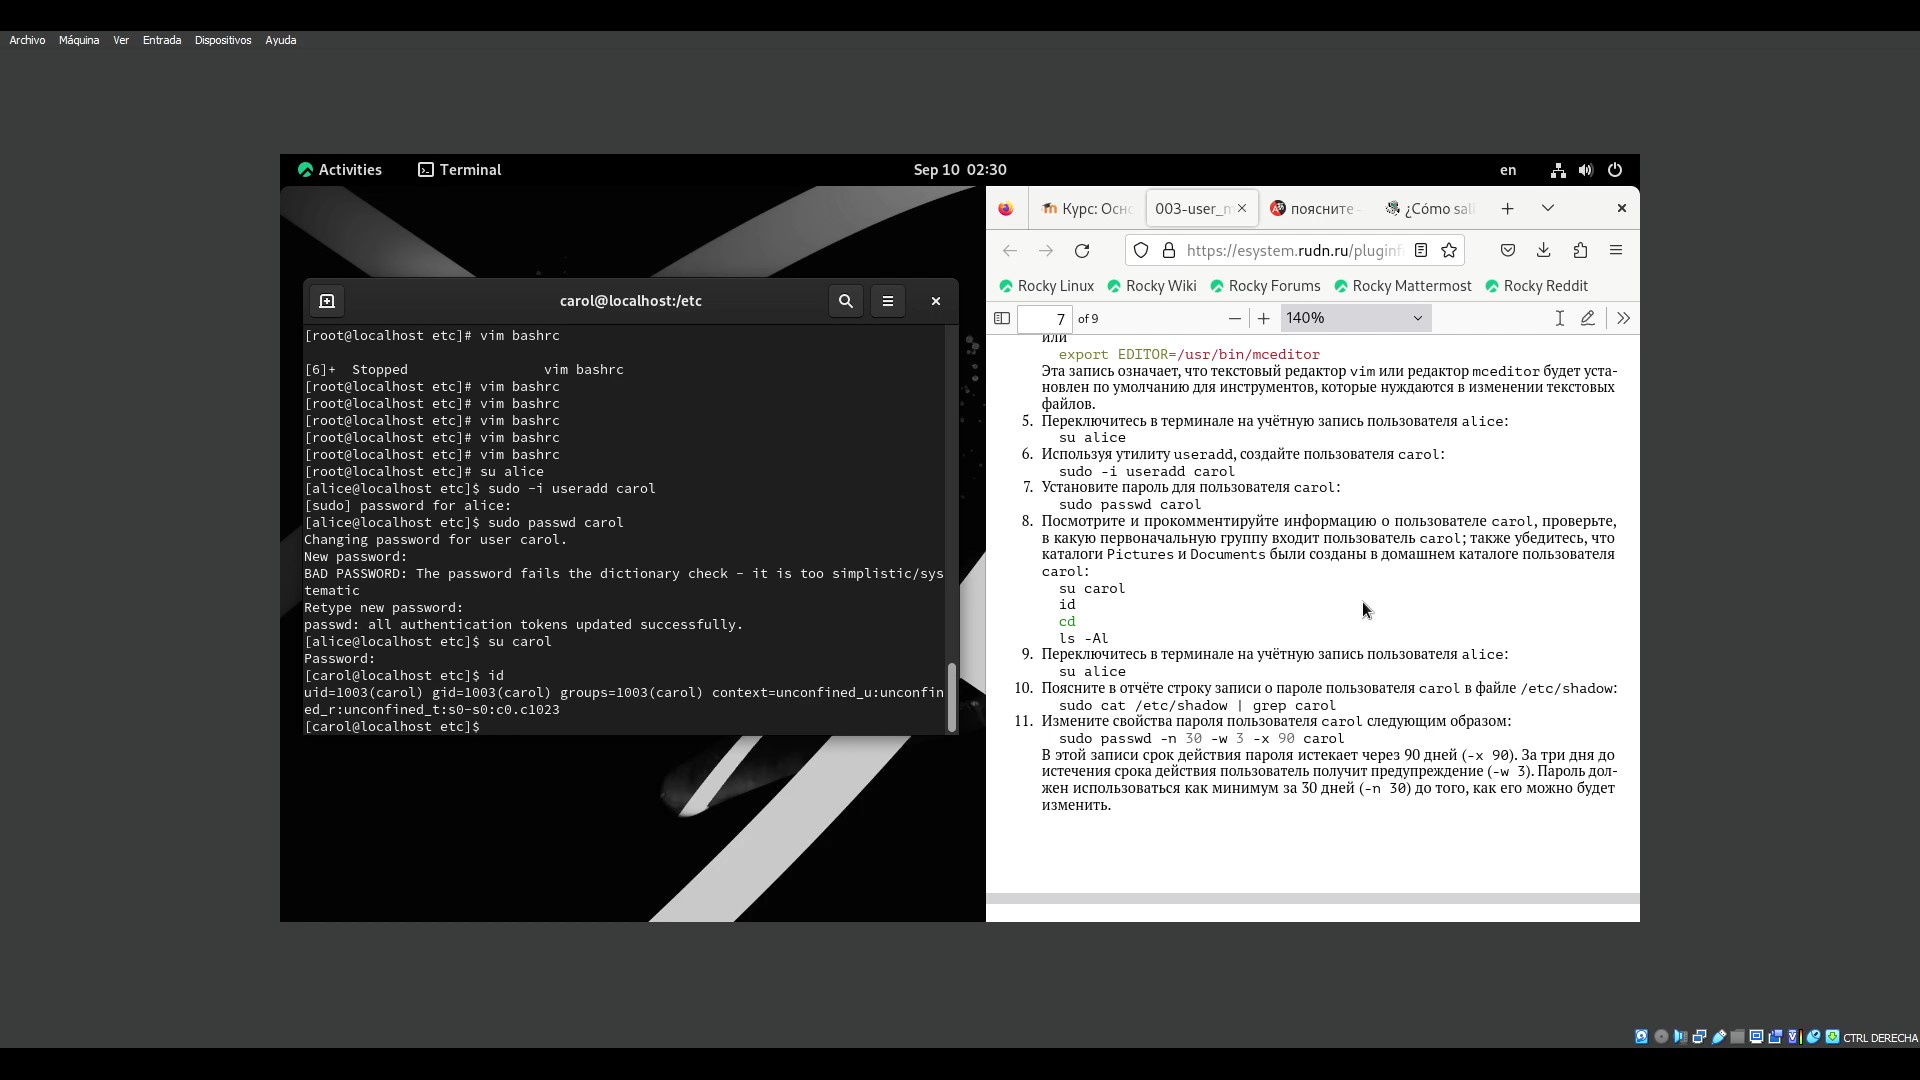 Archivo Máquina Ver Entrada Dispositivos Ayuda
Activities Terminal Sep 10 02:30 en
carol@localhost:/etc
[root@localhost etc]# vim bashrc
[6]+ Stopped vim bashrc
[root@localhost etc]# vim bashrc
[root@localhost etc]# vim bashrc
[root@localhost etc]# vim bashrc
[root@localhost etc]# vim bashrc
[root@localhost etc]# vim bashrc
[root@localhost etc]# su alice
[alice@localhost etc]$ sudo -i useradd carol
[sudo] password for alice:
[alice@localhost etc]$ sudo passwd carol
Changing password for user carol.
New password:
BAD PASSWORD: The password fails the dictionary check - it is too simplistic/sys
tematic
Retype new password:
passwd: all authentication tokens updated successfully.
[alice@localhost etc]$ su carol
Password:
[carol@localhost etc]$ id
uid=1003(carol) gid=1003(carol) groups=1003(carol) context=unconfined_u:unconfin
ed_r:unconfined_t:s0-s0:c0.c1023
[carol@localhost etc]$
Курс: Осн 003-user_m поясните - ¿Cómo sali
https://esystem.rudn.ru/pluginf
Rocky Linux Rocky Wiki Rocky Forums Rocky Mattermost Rocky Reddit
7 of 9 140%
или
export EDITOR=/usr/bin/mceditor
Эта запись означает, что текстовый редактор vim или редактор mceditor будет уста-
новлен по умолчанию для инструментов, которые нуждаются в изменении текстовых
файлов.
5. Переключитесь в терминале на учётную запись пользователя alice:
su alice
6. Используя утилиту useradd, создайте пользователя carol:
sudo -i useradd carol
7. Установите пароль для пользователя carol:
sudo passwd carol
8. Посмотрите и прокомментируйте информацию о пользователе carol, проверьте,
в какую первоначальную группу входит пользователь carol; также убедитесь, что
каталоги Pictures и Documents были созданы в домашнем каталоге пользователя
carol:
su carol
id
cd
ls -Al
9. Переключитесь в терминале на учётную запись пользователя alice:
su alice
10. Поясните в отчёте строку записи о пароле пользователя carol в файле /etc/shadow:
sudo cat /etc/shadow | grep carol
11. Измените свойства пароля пользователя carol следующим образом:
sudo passwd -n 30 -w 3 -x 90 carol
В этой записи срок действия пароля истекает через 90 дней (-x 90). За три дня до
истечения срока действия пользователь получит предупреждение (-w 3). Пароль дол-
жен использоваться как минимум за 30 дней (-n 30) до того, как его можно будет
изменить.
CTRL DERECHA